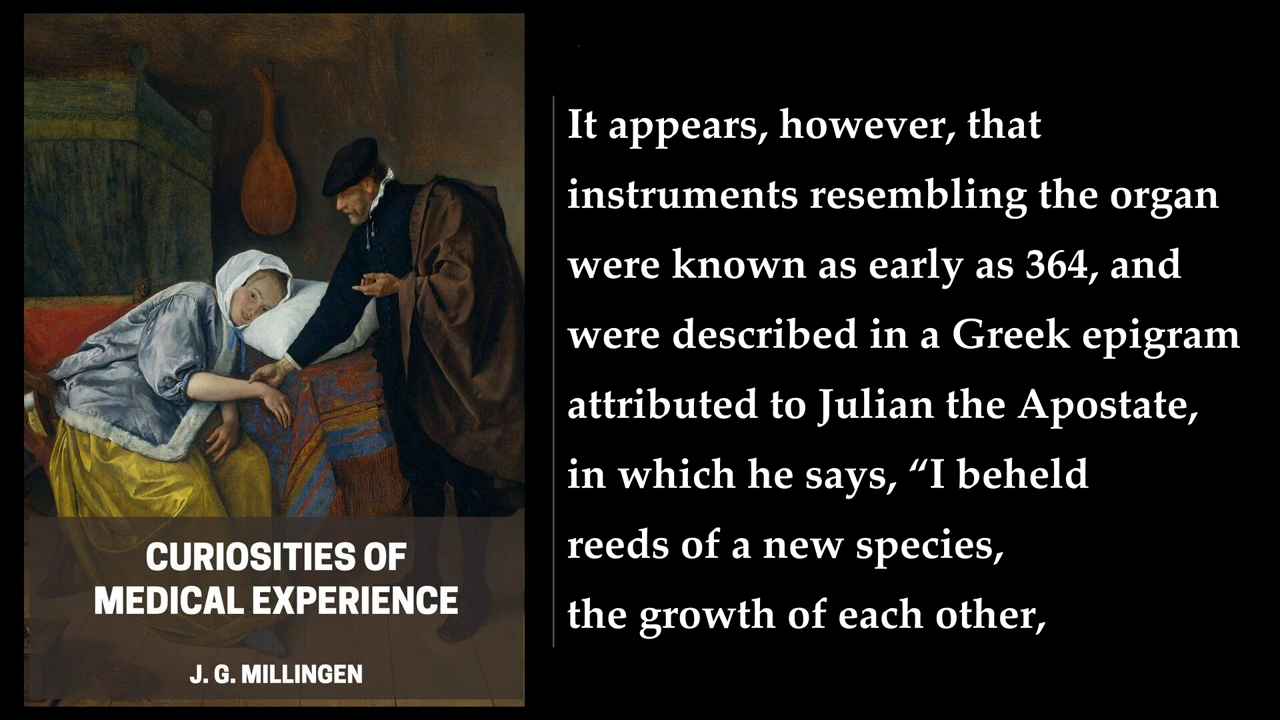 CURIOSITIES OF
MEDICAL EXPERIENCE
J. G. MILLINGEN
It appears, however, that
instruments resembling the organ
were known as early as 364, and
were described in a Greek epigram
attributed to Julian the Apostate,
in which he says, “I beheld
reeds of a new species,
the growth of each other,